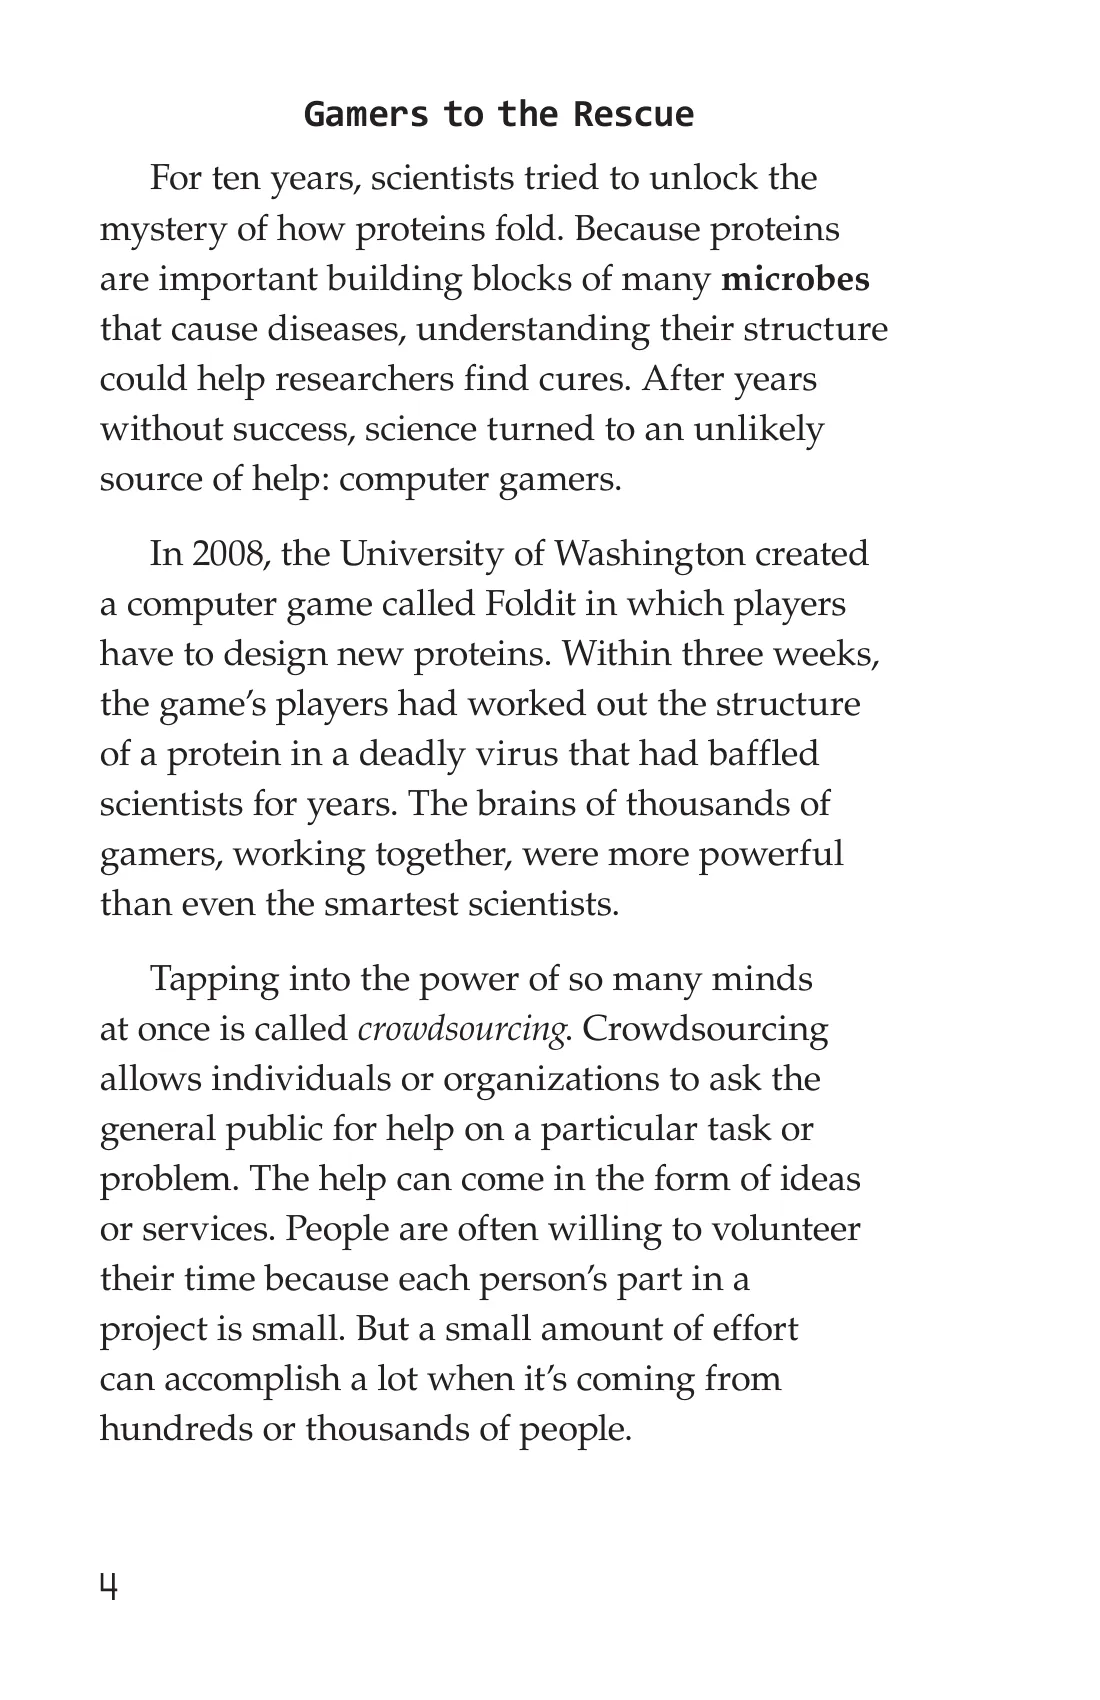 Gamers to the Rescue
For ten years, scientists tried to unlock the
mystery of how proteins fold. Because proteins
are important building blocks of many microbes
that cause diseases, understanding their structure
could help researchers find cures. After years
without success, science turned to an unlikely
source of help: computer gamers.
In 2008, the University of Washington created
a computer game called Foldit in which players
have to design new proteins. Within three weeks,
the game’s players had worked out the structure
of a protein in a deadly virus that had baffled
scientists for years. The brains of thousands of
gamers, working together, were more powerful
than even the smartest scientists.
Tapping into the power of so many minds
at once is called crowdsourcing. Crowdsourcing
allows individuals or organizations to ask the
general public for help on a particular task or
problem. The help can come in the form of ideas
or services. People are often willing to volunteer
their time because each person’s part in a
project is small. But a small amount of effort
can accomplish a lot when it’s coming from
hundreds or thousands of people.
4